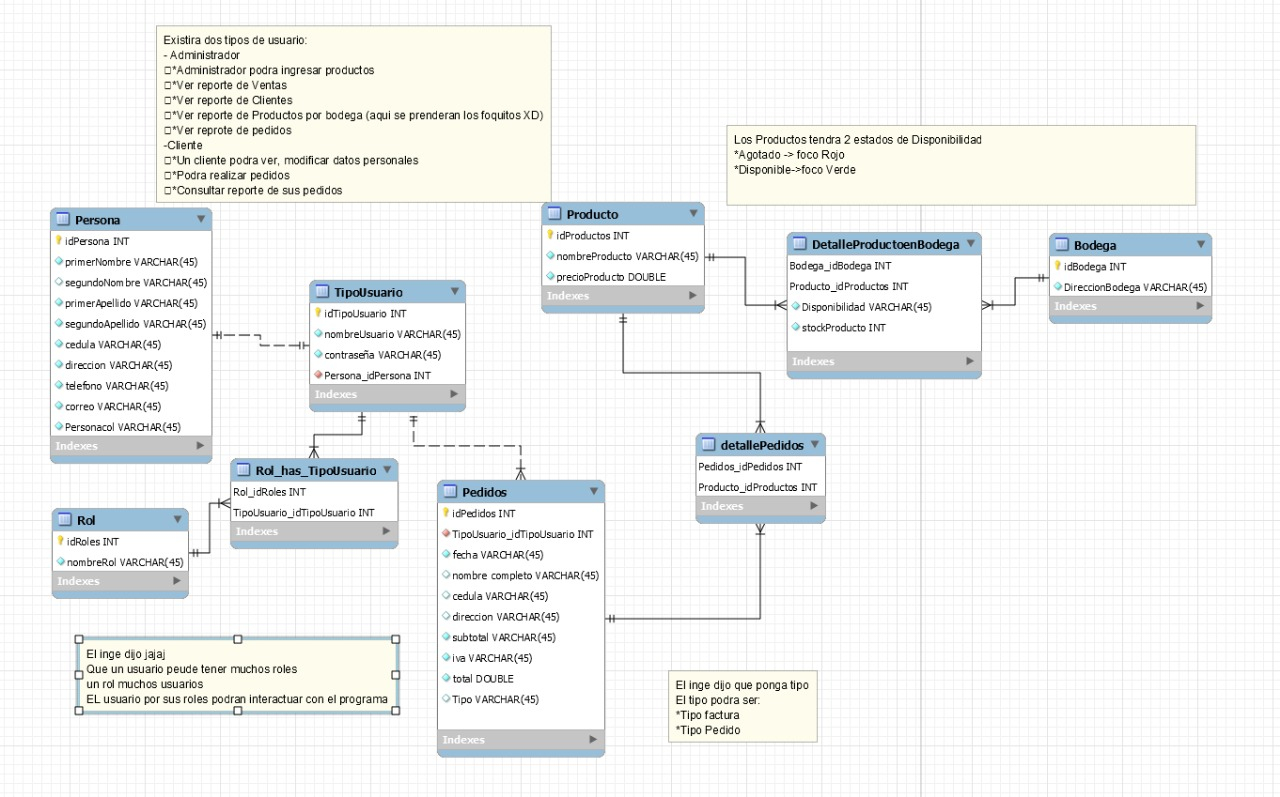 Existira dos tipos de usuario:
- Administrador
□*Administrador podra ingresar productos
□*Ver reporte de Ventas
□*Ver reporte de Clientes
□*Ver reporte de Productos por bodega (aqui se prenderan los foquitos XD)
□*Ver reprote de pedidos
-Cliente
□*Un cliente podra ver, modificar datos personales
□*Podra realizar pedidos
□*Consultar reporte de sus pedidos
Los Productos tendra 2 estados de Disponibilidad
*Agotado -> foco Rojo
*Disponible->foco Verde
Persona
idPersona INT
primerNombre VARCHAR(45)
segundoNombre VARCHAR(45)
primerApellido VARCHAR(45)
segundoApellido VARCHAR(45)
cedula VARCHAR(45)
direccion VARCHAR(45)
telefono VARCHAR(45)
correo VARCHAR(45)
Personacol VARCHAR(45)
Indexes
TipoUsuario
idTipoUsuario INT
nombreUsuario VARCHAR(45)
contraseña VARCHAR(45)
Persona_idPersona INT
Indexes
Producto
idProductos INT
nombreProducto VARCHAR(45)
precioProducto DOUBLE
Indexes
DetalleProductoenBodega
Bodega_idBodega INT
Producto_idProductos INT
Disponibilidad VARCHAR(45)
stockProducto INT
Indexes
Bodega
idBodega INT
DireccionBodega VARCHAR(45)
Indexes
Rol_has_TipoUsuario
Rol_idRoles INT
TipoUsuario_idTipoUsuario INT
Indexes
Rol
idRoles INT
nombreRol VARCHAR(45)
Indexes
Pedidos
idPedidos INT
TipoUsuario_idTipoUsuario INT
fecha VARCHAR(45)
nombre completo VARCHAR(45)
cedula VARCHAR(45)
direccion VARCHAR(45)
subtotal VARCHAR(45)
iva VARCHAR(45)
total DOUBLE
Tipo VARCHAR(45)
Indexes
detallePedidos
Pedidos_idPedidos INT
Producto_idProductos INT
Indexes
El inge dijo jajaj
Que un usuario peude tener muchos roles
un rol muchos usuarios
EL usuario por sus roles podran interactuar con el programa
El inge dijo que ponga tipo
El tipo podra ser:
*Tipo factura
*Tipo Pedido